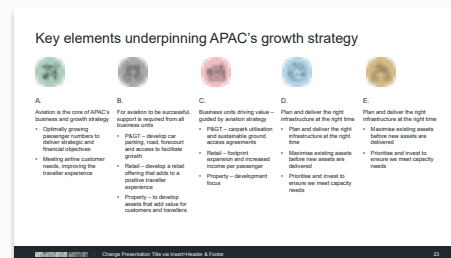 Key elements underpinning APAC's growth strategy
A.
Aviation is the core of APAC's
business and growth strategy
• Optimally growing
passenger numbers to
deliver strategic and
financial objectives
• Meeting airline customer
needs, improving the
traveller experience
B.
For aviation to be successful,
support is required from all
business units
• P&GT – develop car
parking, road, forecourt
and access to facilitate
growth
• Retail – develop a retail
offering that adds to a
positive traveller
experience
• Property – to develop
assets that add value for
customers and travellers
C.
Business units driving value –
guided by aviation strategy
• P&GT – carpark utilisation
and sustainable ground
access agreements
• Retail – footprint
expansion and increased
income per passenger
• Property – development
focus
D.
Plan and deliver the right
infrastructure at the right time
• Plan and deliver the right
infrastructure at the right
time
• Maximise existing assets
before new assets are
delivered
• Prioritise and invest to
ensure we meet capacity
needs
E.
Plan and deliver the right
infrastructure at the right time
• Maximise existing assets
before new assets are
delivered
• Prioritise and invest to
ensure we meet capacity
needs
Change Presentation Title via Insert>Header & Footer
23